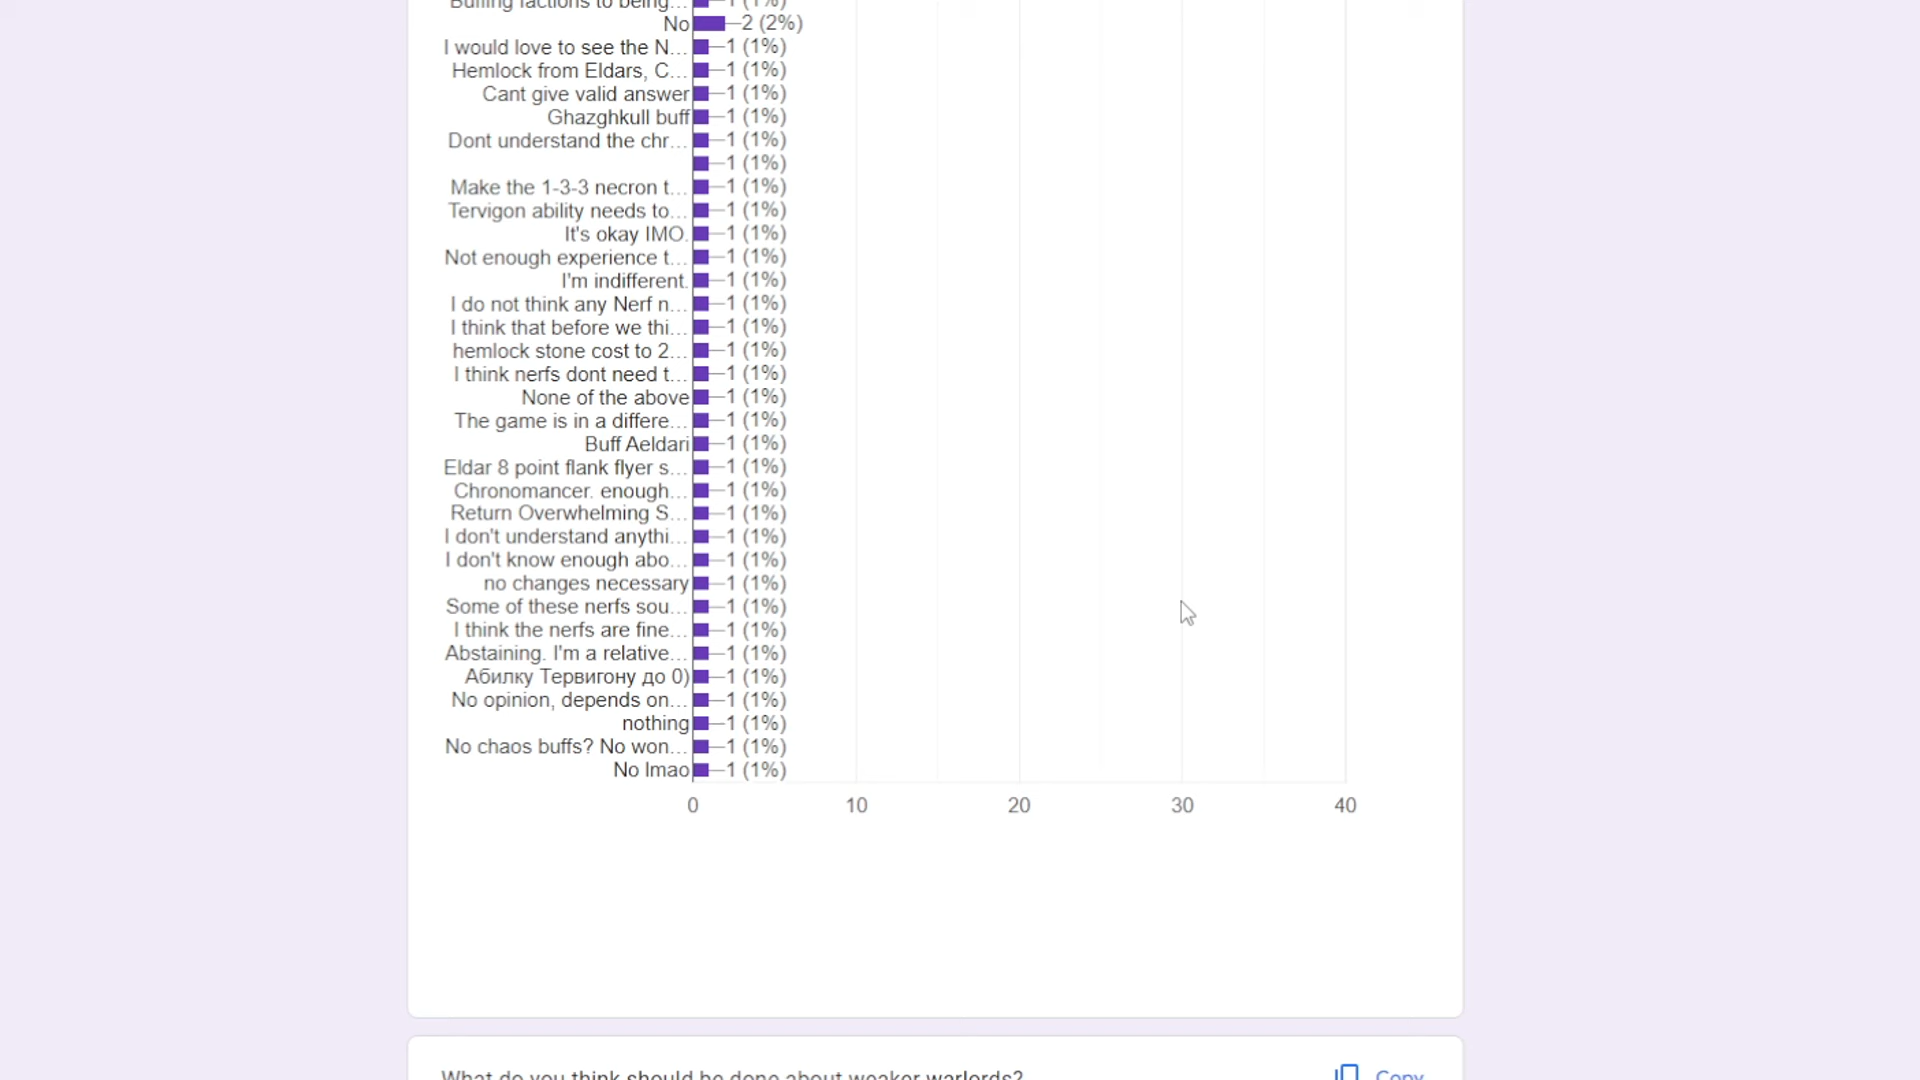 Buffing factions to being... 1 (1%)
No 2 (2%)
I would love to see the N... 1 (1%)
Hemlock from Eldars, C... 1 (1%)
Cant give valid answer 1 (1%)
Ghazghkull buff 1 (1%)
Dont understand the chr... 1 (1%)
1 (1%)
Make the 1-3-3 necron t... 1 (1%)
Tervigon ability needs to... 1 (1%)
It's okay IMO. 1 (1%)
Not enough experience t... 1 (1%)
I'm indifferent. 1 (1%)
I do not think any Nerf n... 1 (1%)
I think that before we thi... 1 (1%)
hemlock stone cost to 2... 1 (1%)
I think nerfs dont need t... 1 (1%)
None of the above 1 (1%)
The game is in a differe... 1 (1%)
Buff Aeldari 1 (1%)
Eldar 8 point flank flyer s... 1 (1%)
Chronomancer. enough... 1 (1%)
Return Overwhelming S... 1 (1%)
I don't understand anythi... 1 (1%)
I don't know enough abo... 1 (1%)
no changes necessary 1 (1%)
Some of these nerfs sou... 1 (1%)
I think the nerfs are fine... 1 (1%)
Abstaining. I'm a relative... 1 (1%)
Абилку Тервигону до 0) 1 (1%)
No opinion, depends on... 1 (1%)
nothing 1 (1%)
No chaos buffs? No won... 1 (1%)
No lmao 1 (1%)
0 10 20 30 40
What do you think should be done about weaker warlords? Copy